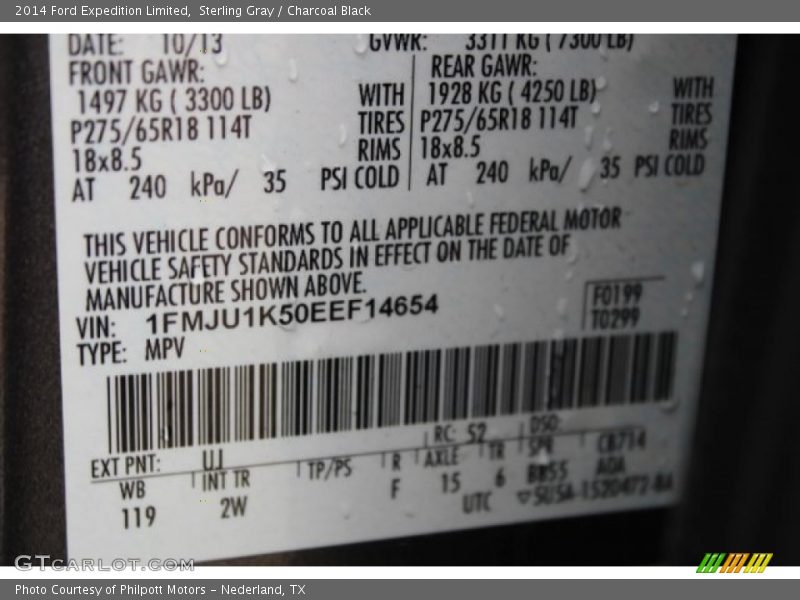 2014 Ford Expedition Limited, Sterling Gray / Charcoal Black
DATE: 10/13 GVWR: 3311 KG ( 7300 LB)
FRONT GAWR: REAR GAWR:
1497 KG ( 3300 LB) WITH 1928 KG ( 4250 LB) WITH
P275/65R18 114T TIRES P275/65R18 114T TIRES
18x8.5 RIMS 18x8.5 RIMS
AT 240 kPa/ 35 PSI COLD AT 240 kPa/ 35 PSI COLD
THIS VEHICLE CONFORMS TO ALL APPLICABLE FEDERAL MOTOR
VEHICLE SAFETY STANDARDS IN EFFECT ON THE DATE OF
MANUFACTURE SHOWN ABOVE.
VIN: 1FMJU1K50EEF14654 F0199
TYPE: MPV T0299
RC: 52 DSO:
EXT PNT: UJ
WB INT TR TP/PS R AXLE TR SPR CB714
119 2W F 15 6 BB55 AOA
UTC
GTCARLOT.COM
Photo Courtesy of Philpott Motors - Nederland, TX